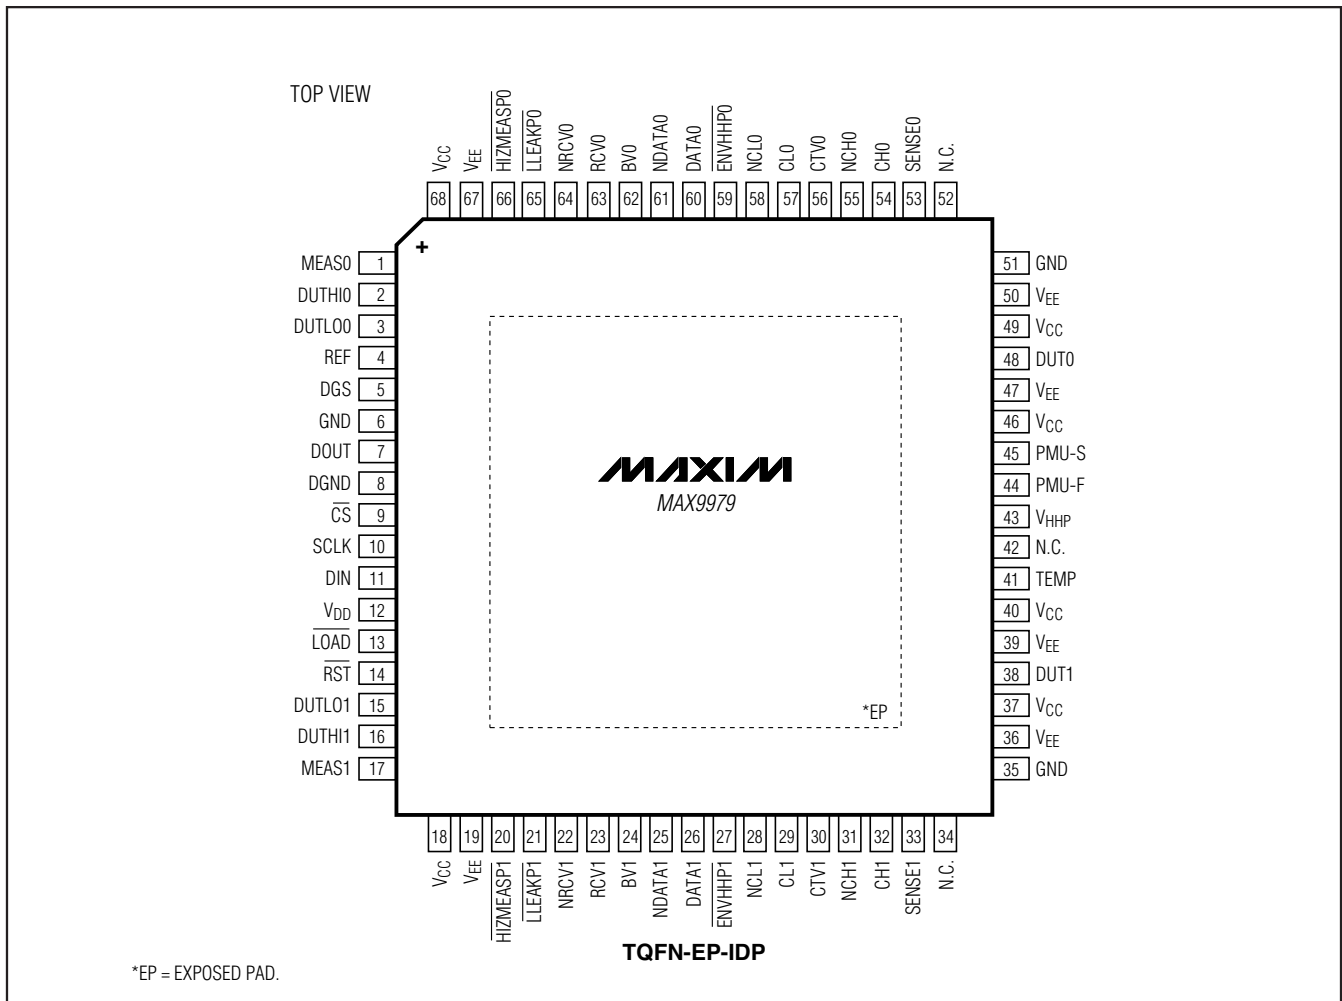 TOP VIEW
VCC
VEE
HIZMEASP0
LLEAKP0
NRCV0
RCV0
BV0
NDATA0
DATA0
ENVHHP0
NCL0
CL0
CTV0
NCH0
CH0
SENSE0
N.C.
68 67 66 65 64 63 62 61 60 59 58 57 56 55 54 53 52
+
MEAS0 1
DUTHI0 2
DUTLO0 3
REF 4
DGS 5
GND 6
DOUT 7
DGND 8
CS 9
SCLK 10
DIN 11
VDD 12
LOAD 13
RST 14
DUTLO1 15
DUTHI1 16
MEAS1 17
MAXIM
MAX9979
*EP
51 GND
50 VEE
49 VCC
48 DUT0
47 VEE
46 VCC
45 PMU-S
44 PMU-F
43 VHHP
42 N.C.
41 TEMP
40 VCC
39 VEE
38 DUT1
37 VCC
36 VEE
35 GND
18 19 20 21 22 23 24 25 26 27 28 29 30 31 32 33 34
VCC
VEE
HIZMEASP1
LLEAKP1
NRCV1
RCV1
BV1
NDATA1
DATA1
ENVHHP1
NCL1
CL1
CTV1
NCH1
CH1
SENSE1
N.C.
TQFN-EP-IDP
*EP = EXPOSED PAD.